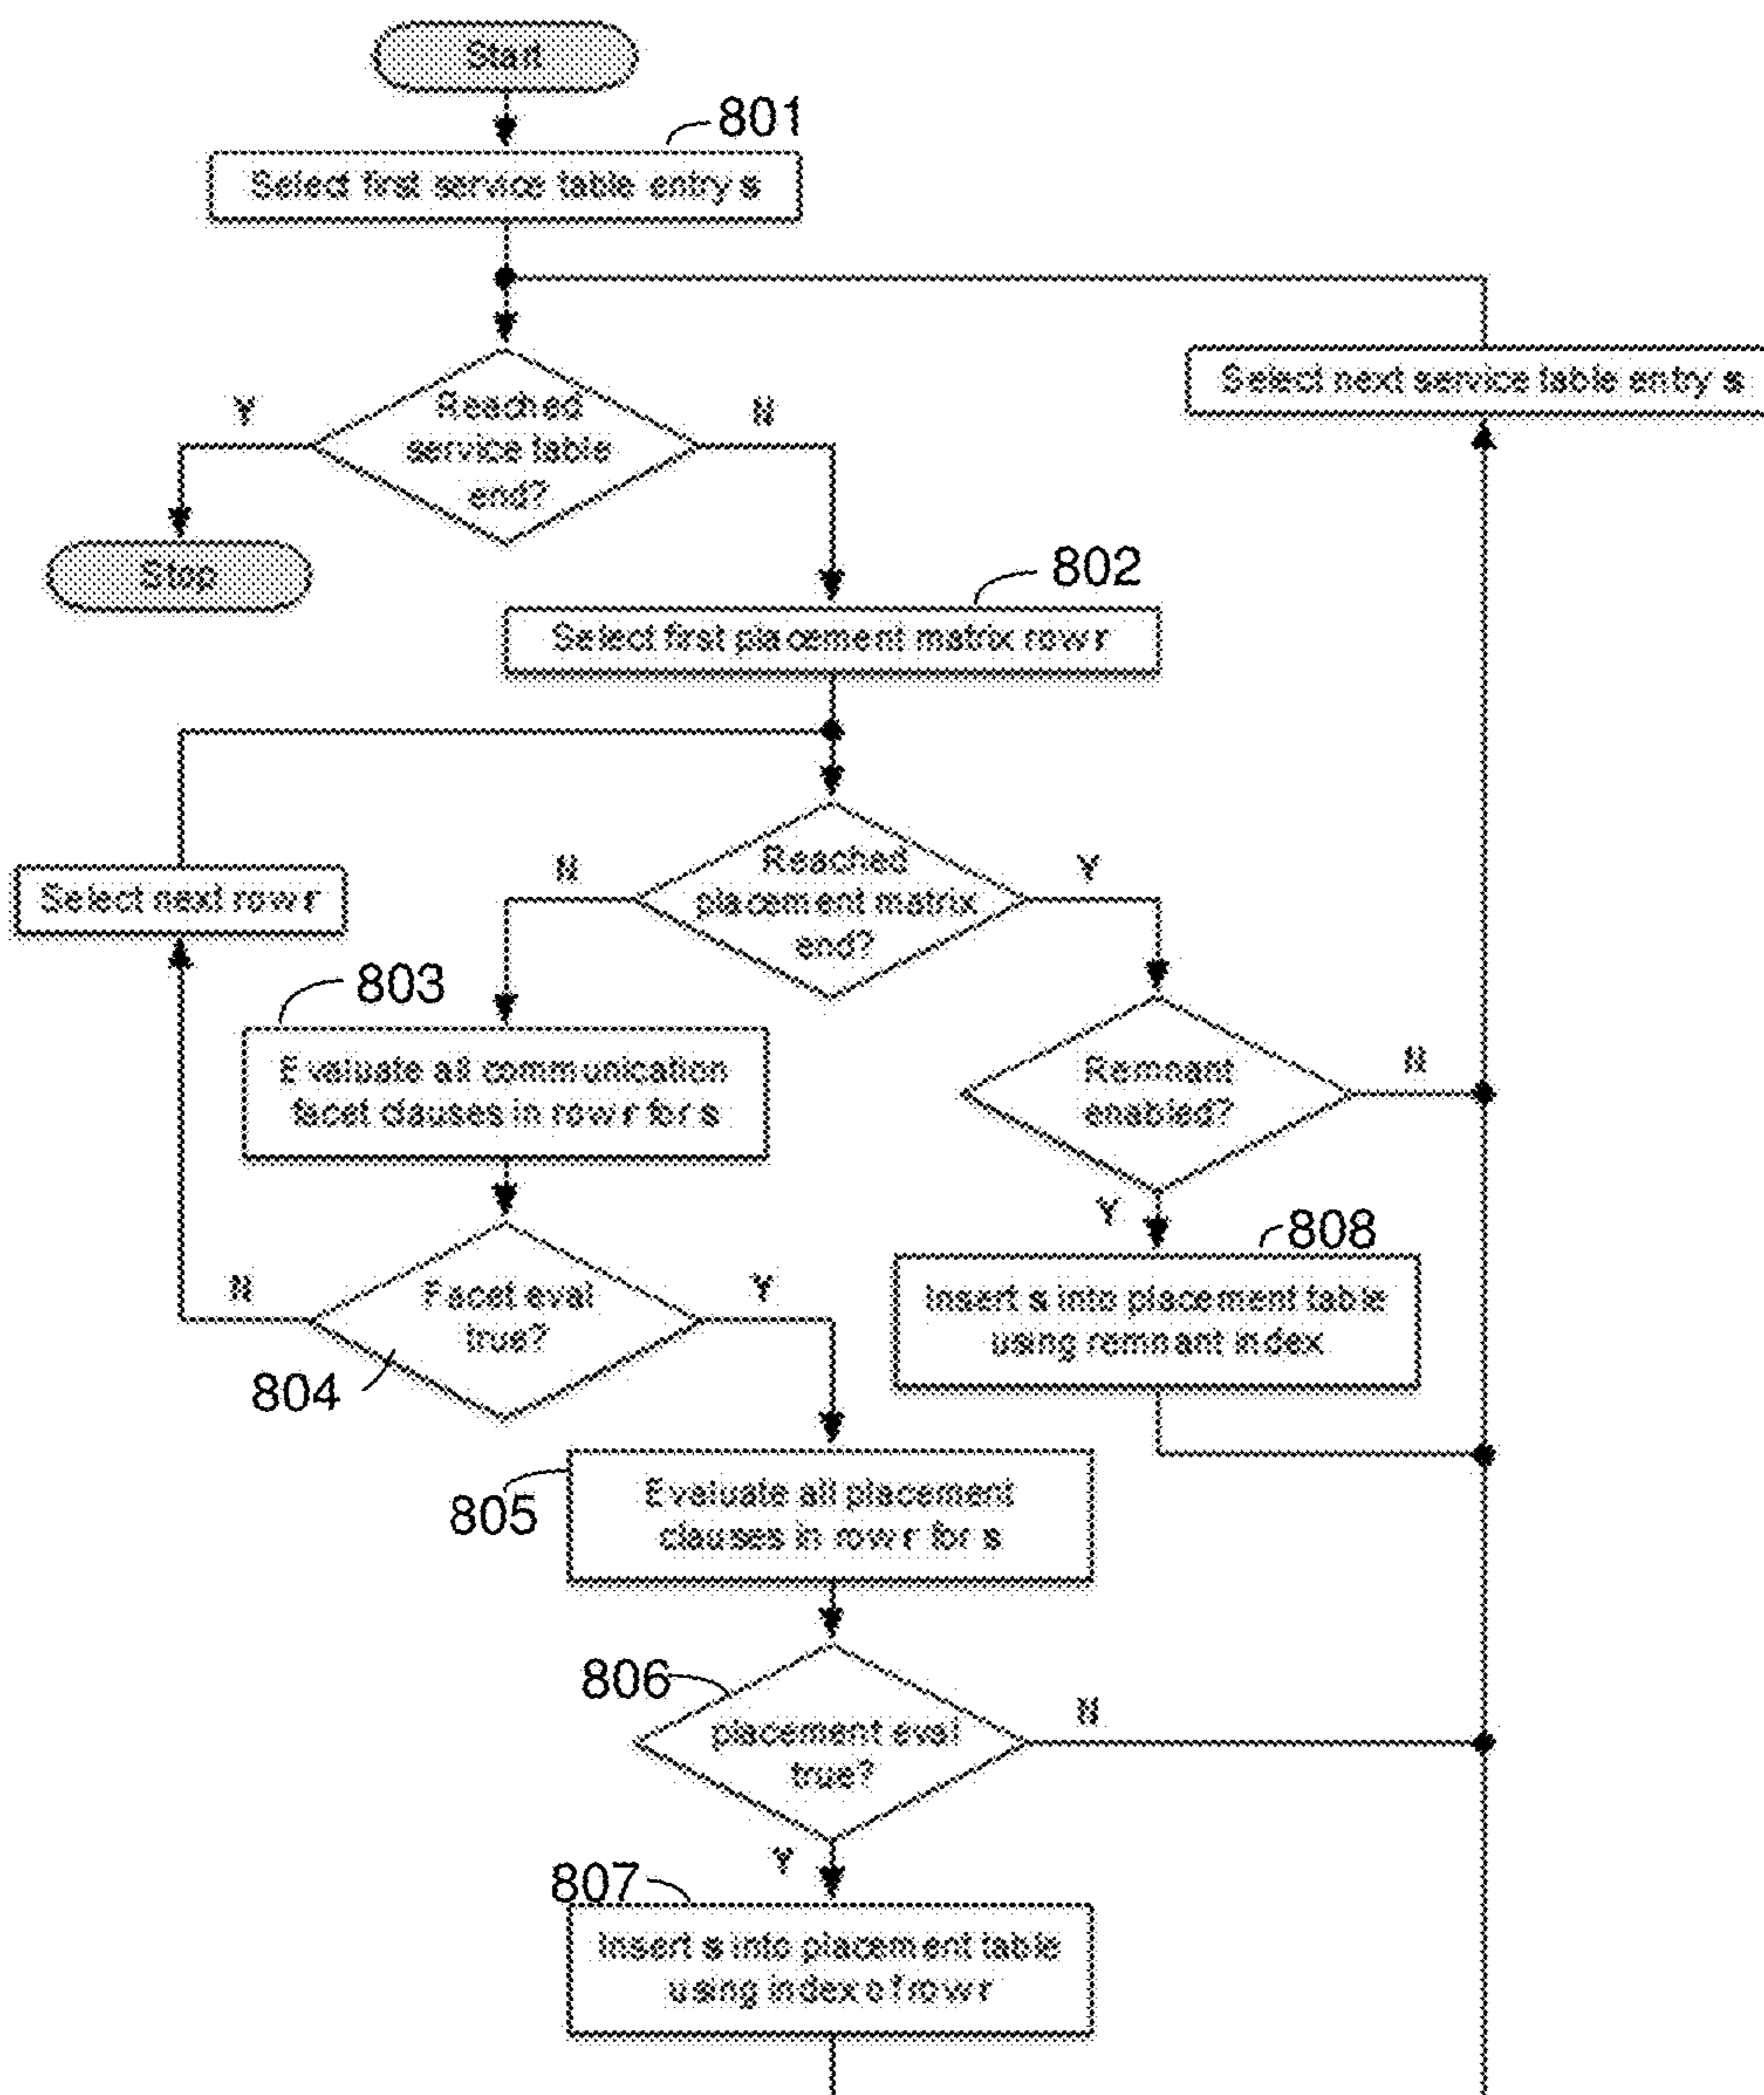 Start
801
Select first service table entry s
Select next service table entry s
Y
Reached
service table
end?
N
Stop
802
Select first placement matrix row r
Select next row r
N
Reached
placement matrix
end?
Y
803
Evaluate all communication
facet clauses in row r for s
Remnant
enabled?
N
Y
808
N
Facet eval
true?
Y
804
Insert s into placement table
using remnant index
805
Evaluate all placement
clauses in row r for s
806
placement eval
true?
N
Y
807
Insert s into placement table
using index of row r